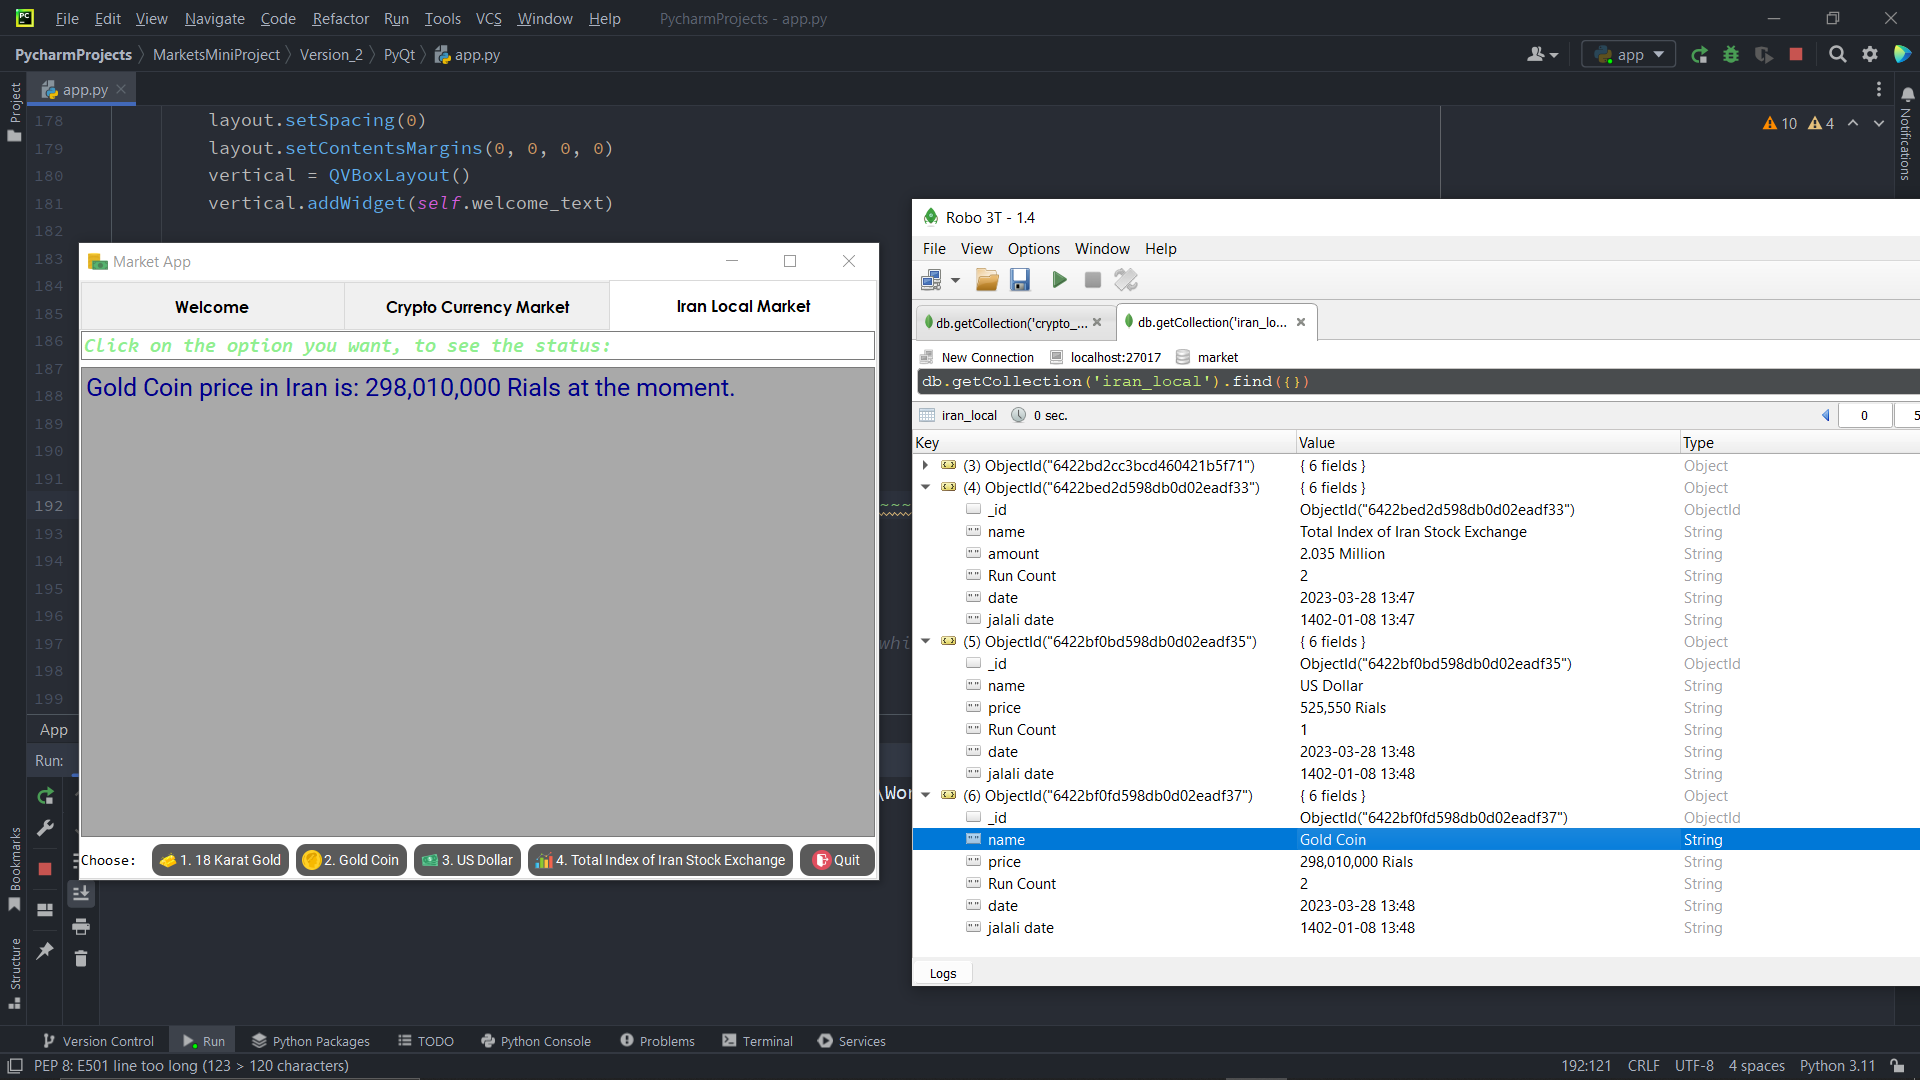 File Edit View Navigate Code Refactor Run Tools VCS Window Help PycharmProjects - app.py
PycharmProjects MarketsMiniProject Version_2 PyQt app.py app
Project
app.py
Notifications
10 4
178 layout.setSpacing(0)
179 layout.setContentsMargins(0, 0, 0, 0)
180 vertical = QVBoxLayout()
181 vertical.addWidget(self.welcome_text)
182
183
184
185
186
187
188
189
190
191
192
193
194
195
196
197
198
199
Market App
Welcome Crypto Currency Market Iran Local Market
Click on the option you want, to see the status:
Gold Coin price in Iran is: 298,010,000 Rials at the moment.
Choose: 1. 18 Karat Gold 2. Gold Coin 3. US Dollar 4. Total Index of Iran Stock Exchange Quit
Robo 3T - 1.4
File View Options Window Help
db.getCollection('crypto_... db.getCollection('iran_lo...
New Connection localhost:27017 market
db.getCollection('iran_local').find({})
iran_local 0 sec. 0 5
Key Value Type
(3) ObjectId("6422bd2cc3bcd460421b5f71") { 6 fields } Object
(4) ObjectId("6422bed2d598db0d02eadf33") { 6 fields } Object
_id ObjectId("6422bed2d598db0d02eadf33") ObjectId
name Total Index of Iran Stock Exchange String
amount 2.035 Million String
Run Count 2 String
date 2023-03-28 13:47 String
jalali date 1402-01-08 13:47 String
(5) ObjectId("6422bf0bd598db0d02eadf35") { 6 fields } Object
_id ObjectId("6422bf0bd598db0d02eadf35") ObjectId
name US Dollar String
price 525,550 Rials String
Run Count 1 String
date 2023-03-28 13:48 String
jalali date 1402-01-08 13:48 String
(6) ObjectId("6422bf0fd598db0d02eadf37") { 6 fields } Object
_id ObjectId("6422bf0fd598db0d02eadf37") ObjectId
name Gold Coin String
price 298,010,000 Rials String
Run Count 2 String
date 2023-03-28 13:48 String
jalali date 1402-01-08 13:48 String
Logs
whi
App
Run:
\Wor
Bookmarks
Structure
Version Control Run Python Packages TODO Python Console Problems Terminal Services
PEP 8: E501 line too long (123 > 120 characters) 192:121 CRLF UTF-8 4 spaces Python 3.11